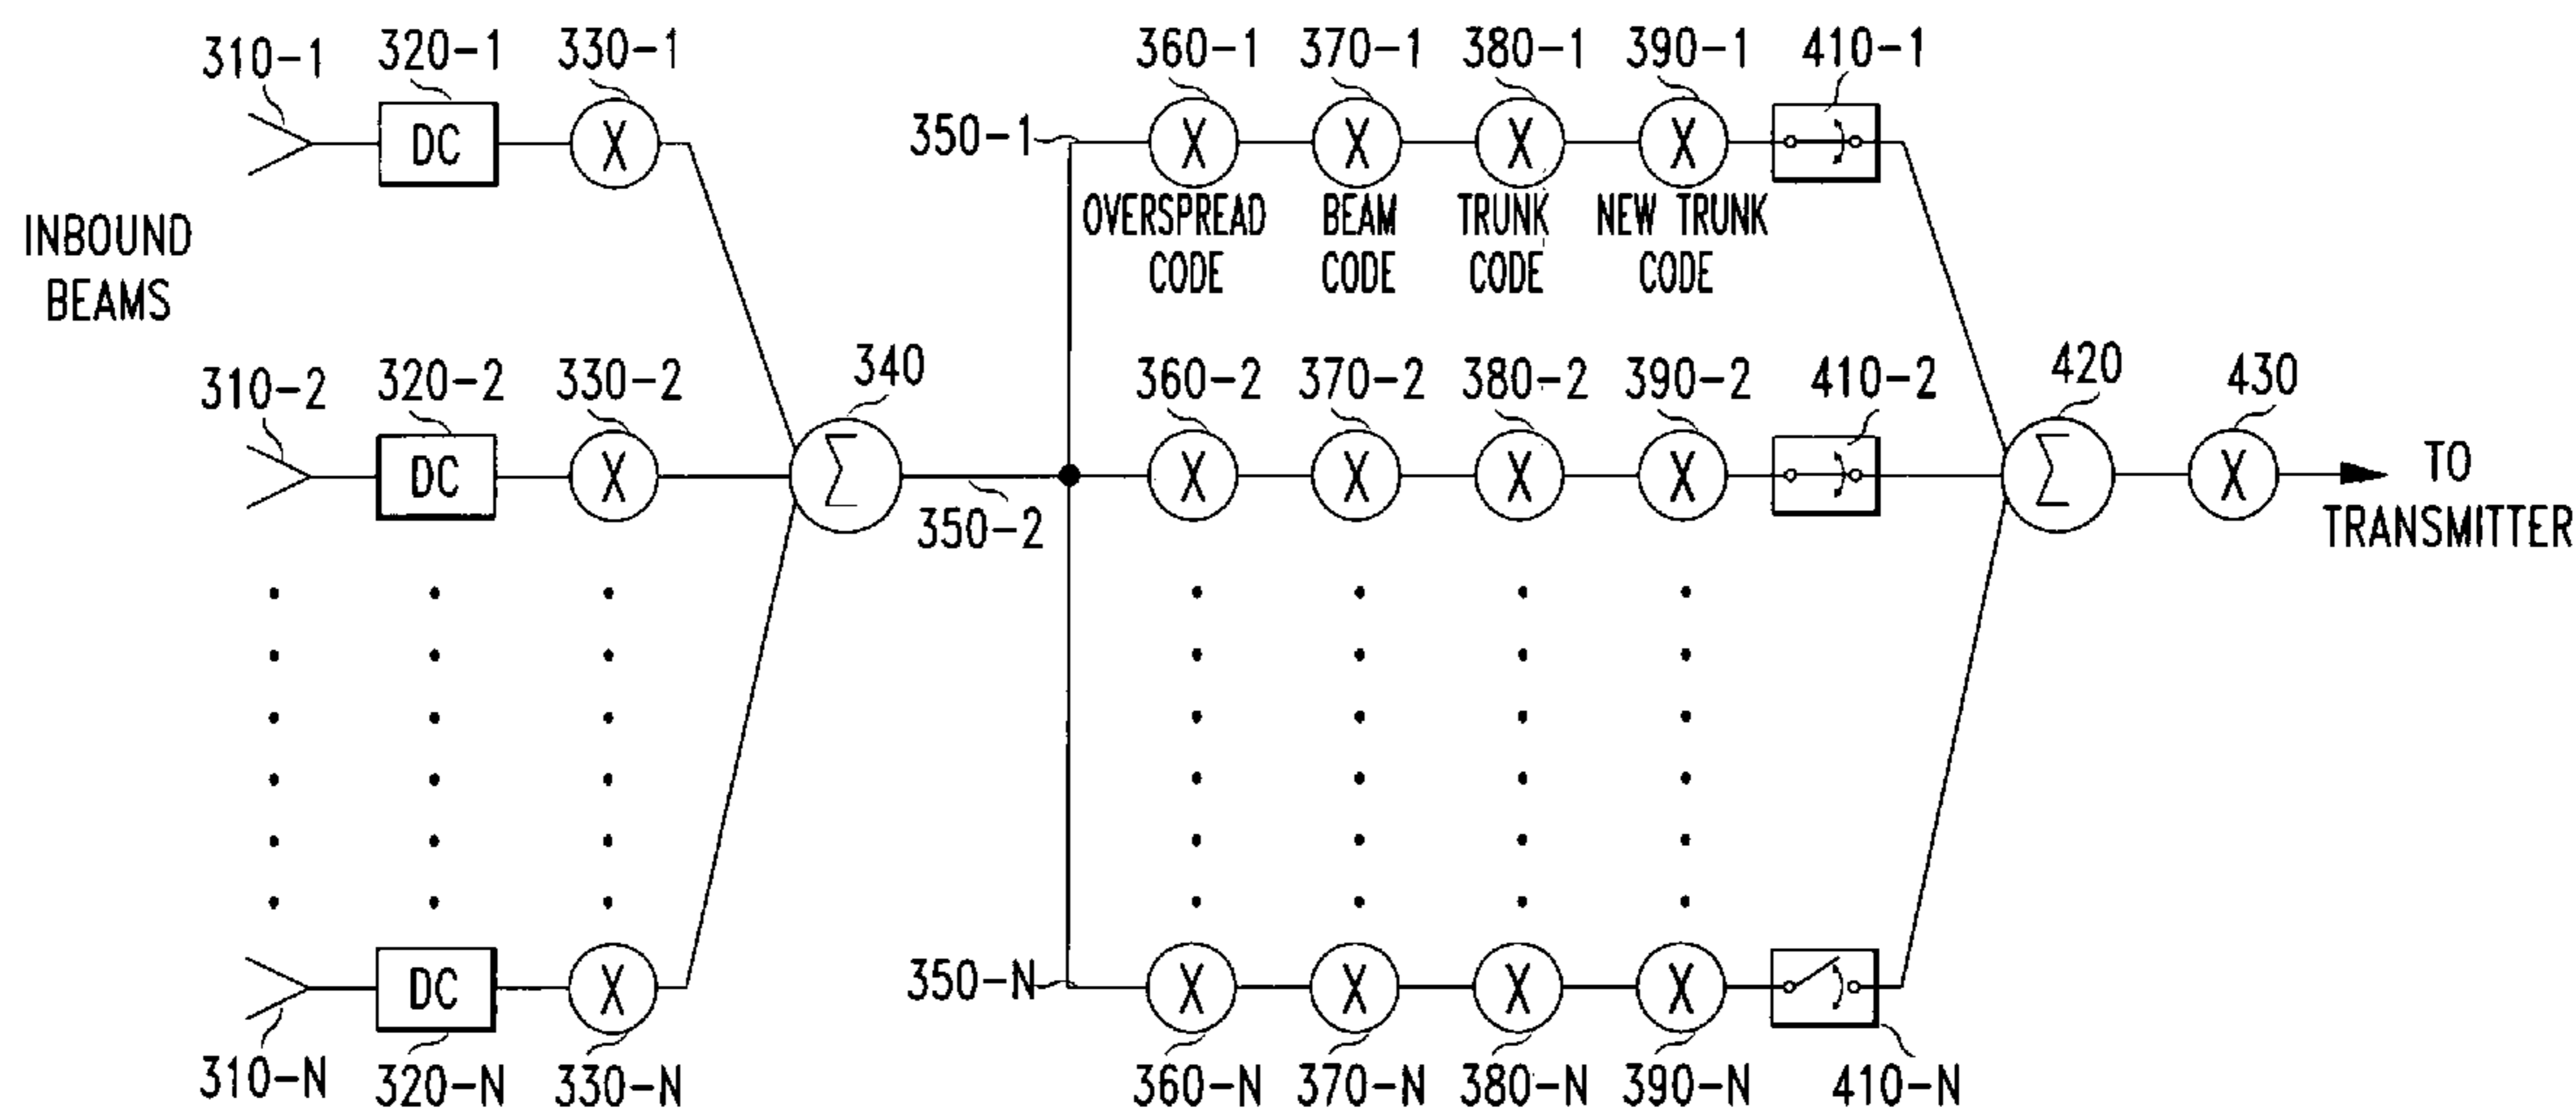 310-1 320-1 330-1 360-1 370-1 380-1 390-1 410-1
DC X 350-1 X X X X
OVERSPREAD CODE
BEAM CODE
TRUNK CODE
NEW TRUNK CODE
INBOUND
BEAMS
310-2 320-2 330-2 340 360-2 370-2 380-2 390-2 410-2 420 430
DC X Σ 350-2 X X X X Σ X
TO
TRANSMITTER
DC X 350-N X X X X
310-N 320-N 330-N 360-N 370-N 380-N 390-N 410-N